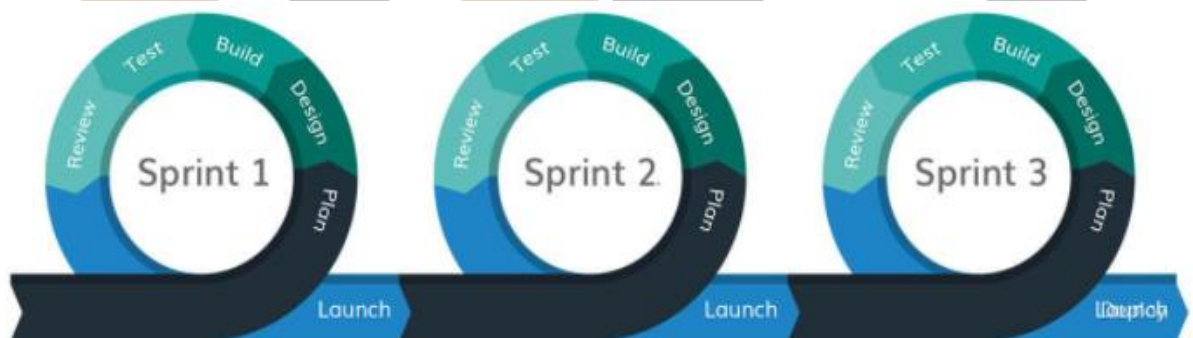 Sprint 1
Plan
Design
Build
Test
Review
Launch
Sprint 2.
Plan
Design
Build
Test
Review
Launch
Sprint 3
Plan
Design
Build
Test
Review